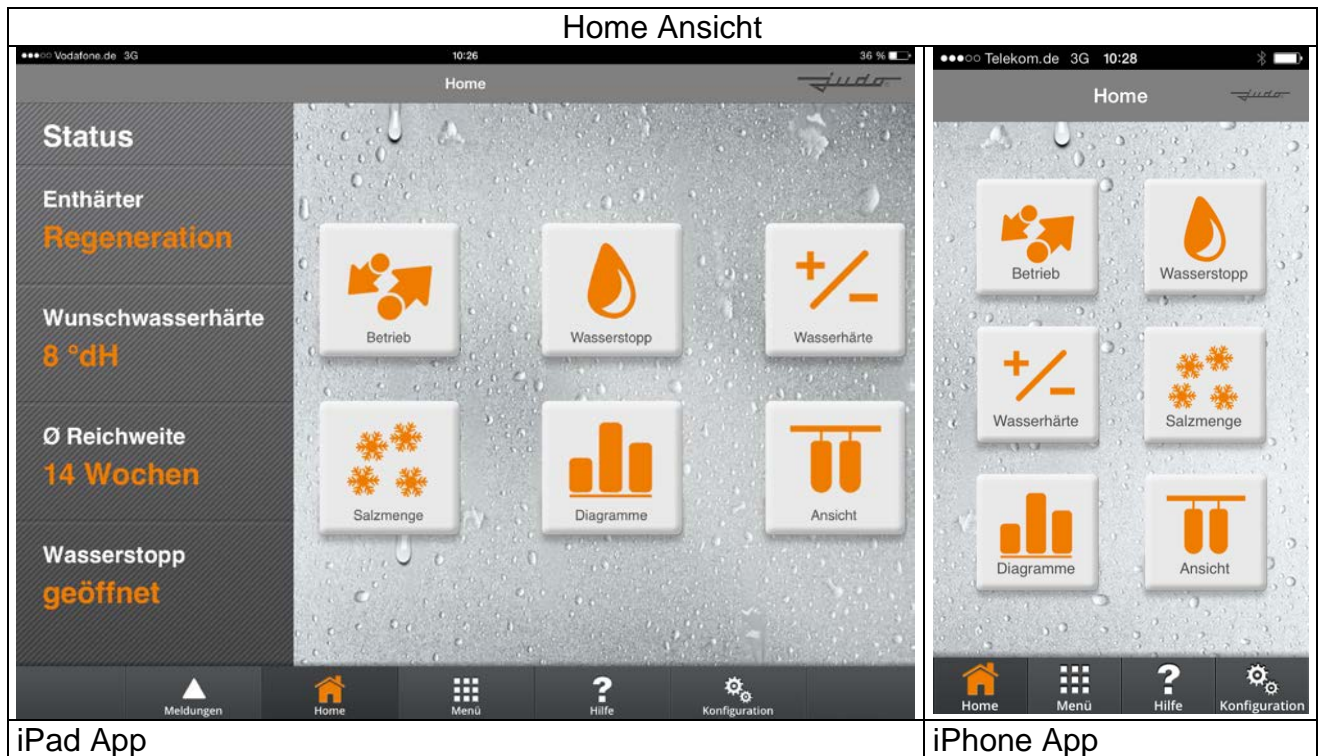 Home Ansicht
Vodafone.de 3G 10:26 36 %
Home judo
Status
Enthärter
Regeneration
Wunschwasserhärte
8 °dH
Ø Reichweite
14 Wochen
Wasserstopp
geöffnet
Betrieb Wasserstopp Wasserhärte
Salzmenge Diagramme Ansicht
Meldungen Home Menü Hilfe Konfiguration
iPad App
Telekom.de 3G 10:28
Home judo
Betrieb Wasserstopp
Wasserhärte Salzmenge
Diagramme Ansicht
Home Menü Hilfe Konfiguration
iPhone App